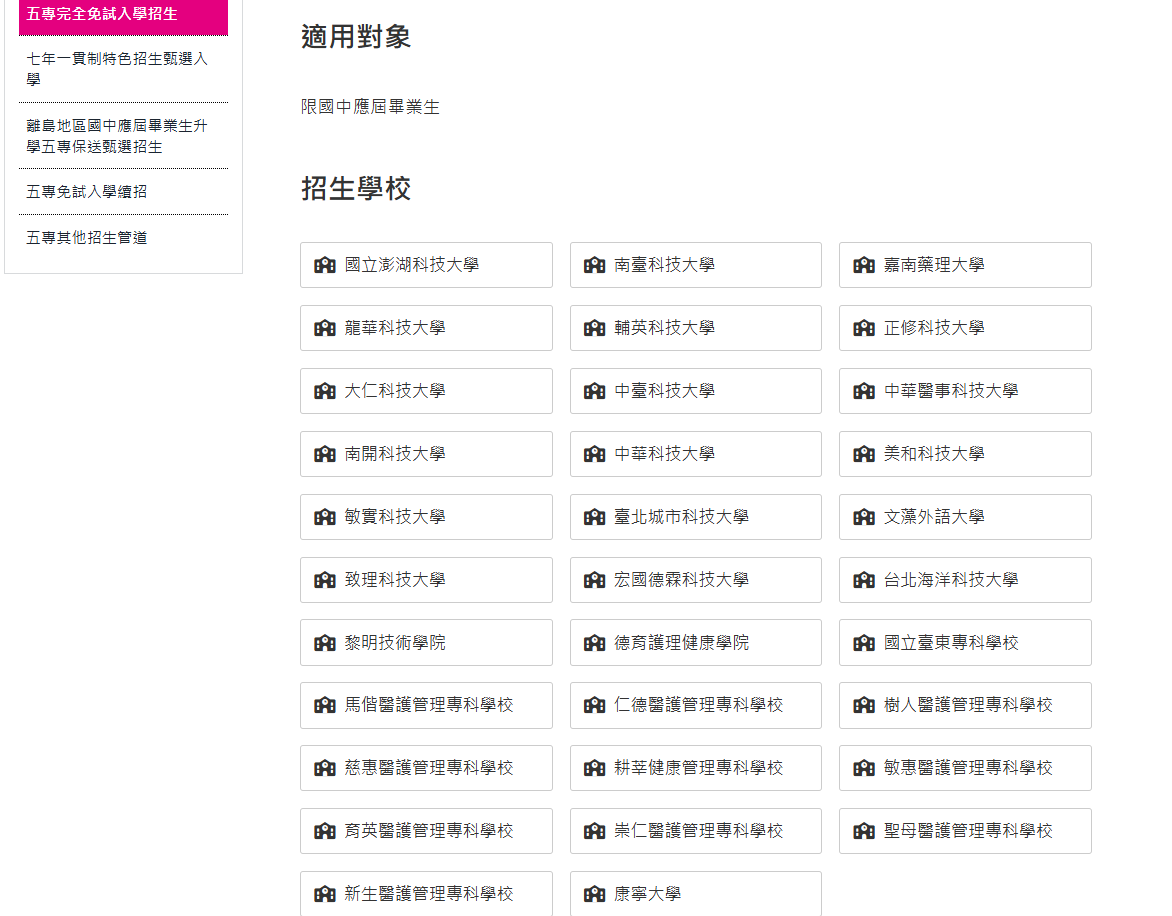 五專完全免試入學招生
七年一貫制特色招生甄選入
學
離島地區國中應屆畢業生升
學五專保送甄選招生
五專免試入學續招
五專其他招生管道
適用對象
限國中應屆畢業生
招生學校
國立澎湖科技大學
南臺科技大學
嘉南藥理大學
龍華科技大學
輔英科技大學
正修科技大學
大仁科技大學
中臺科技大學
中華醫事科技大學
南開科技大學
中華科技大學
美和科技大學
敏實科技大學
臺北城市科技大學
文藻外語大學
致理科技大學
宏國德霖科技大學
台北海洋科技大學
黎明技術學院
德育護理健康學院
國立臺東專科學校
馬偕醫護管理專科學校
仁德醫護管理專科學校
樹人醫護管理專科學校
慈惠醫護管理專科學校
耕莘健康管理專科學校
敏惠醫護管理專科學校
育英醫護管理專科學校
崇仁醫護管理專科學校
聖母醫護管理專科學校
新生醫護管理專科學校
康寧大學